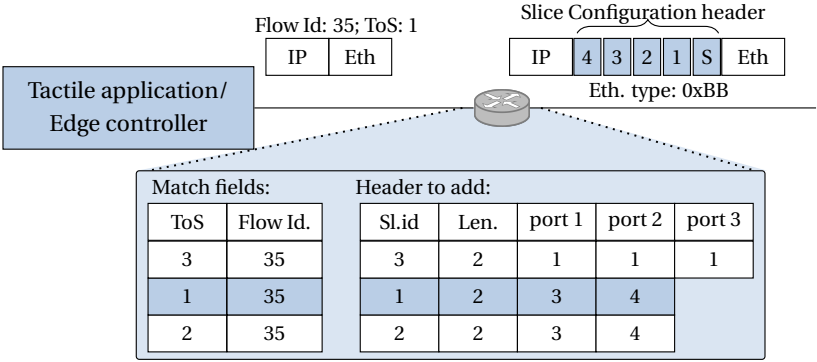 Flow Id: 35; ToS: 1
Slice Configuration header
IP Eth
IP 4 3 2 1 S Eth
Eth. type: 0xBB
Tactile application/
Edge controller
Match fields:
Header to add:
ToS Flow Id. Sl.id Len. port 1 port 2 port 3
3 35 3 2 1 1 1
1 35 1 2 3 4
2 35 2 2 3 4